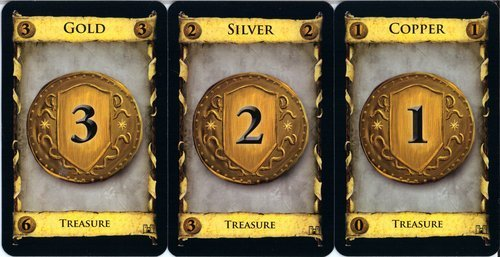 3 GOLD 3
3
6 TREASURE
2 SILVER 2
2
3 TREASURE
1 COPPER 1
1
0 TREASURE